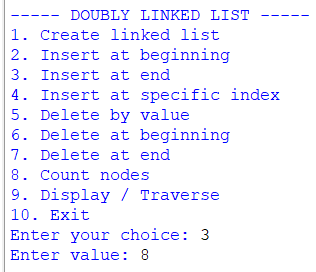 ----- DOUBLY LINKED LIST -----
1. Create linked list
2. Insert at beginning
3. Insert at end
4. Insert at specific index
5. Delete by value
6. Delete at beginning
7. Delete at end
8. Count nodes
9. Display / Traverse
10. Exit
Enter your choice: 3
Enter value: 8